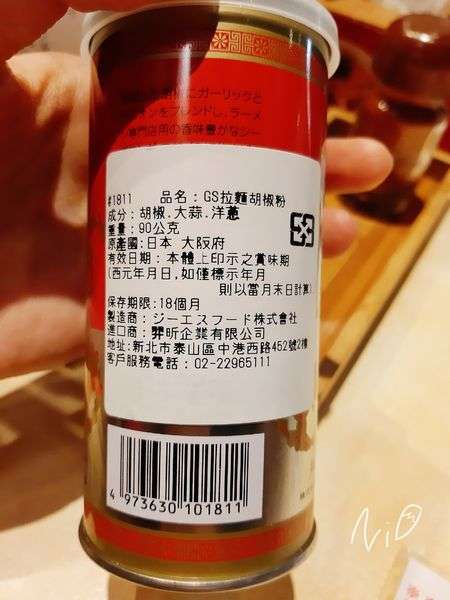 にガーリックと
ンをブレンドし、ラーメ
専門店用の香味豊かなシー
#1811 品名：GS拉麵胡椒粉
成分：胡椒.大蒜.洋蔥
重量：90公克
原產國:日本 大阪府
有效日期：本體上印示之賞味期
(西元年月日,如僅標示年月
則以當月末日計算)
保存期限:18個月
製造商：ジーエスフード株式會社
進口商：羿昕企業有限公司
地址:新北市泰山區中港西路452號2樓
客戶服務電話：02-22965111
4 973630 101811
NiO